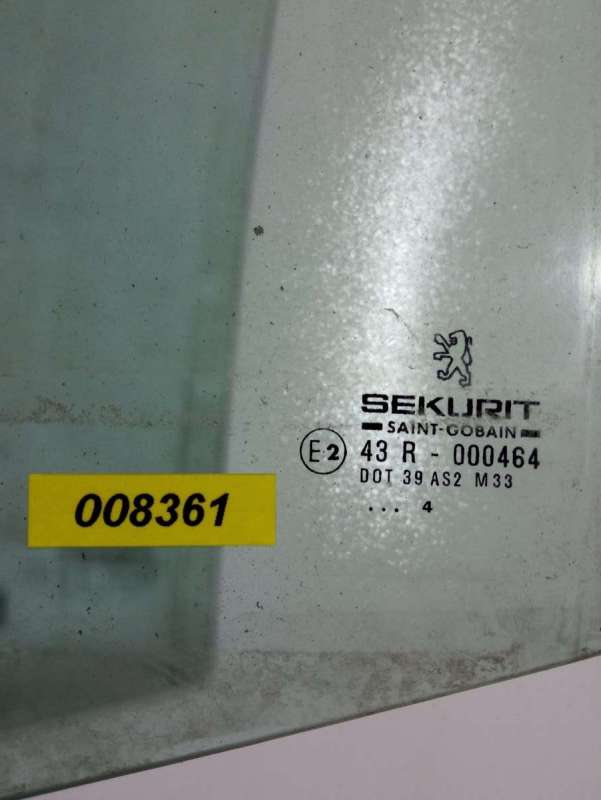 SEKURIT
SAINT-GOBAIN
E2 43 R - 000464
DOT 39 AS2 M33
... 4
008361